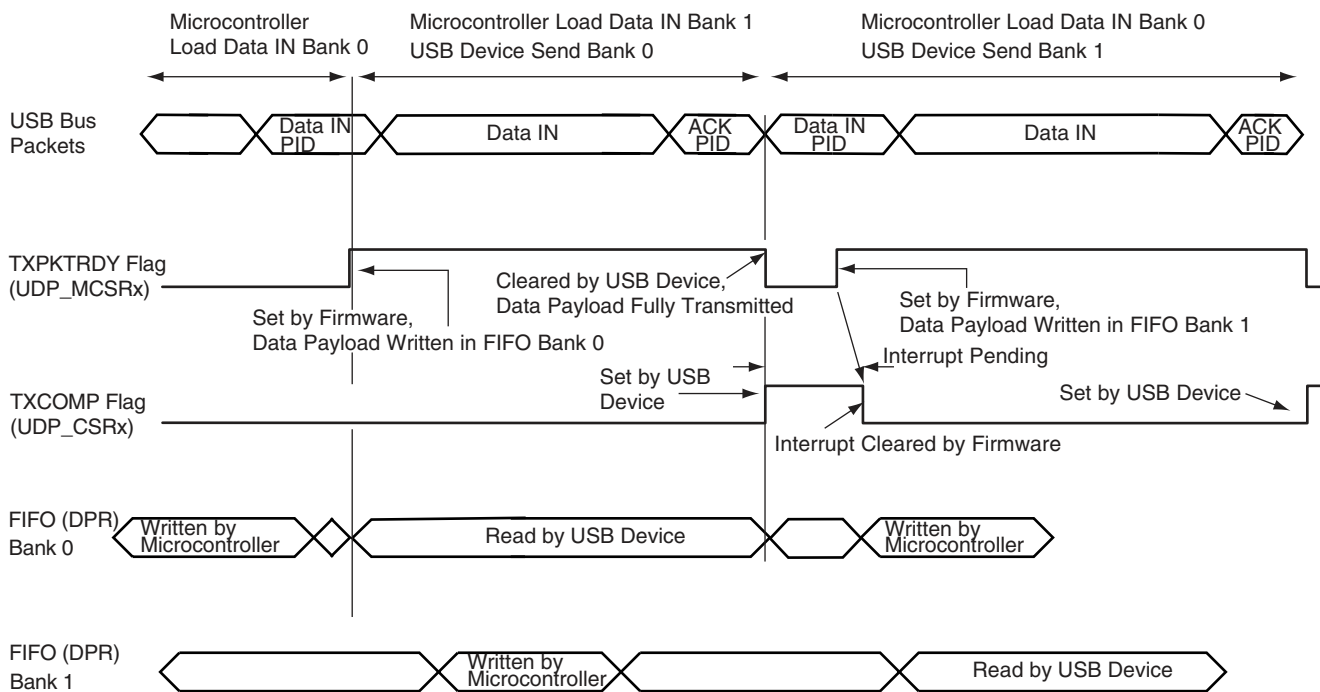 Microcontroller
Load Data IN Bank 0
Microcontroller Load Data IN Bank 1
USB Device Send Bank 0
Microcontroller Load Data IN Bank 0
USB Device Send Bank 1
USB Bus
Packets
Data IN
PID
Data IN
ACK
PID
Data IN
PID
Data IN
ACK
PID
TXPKTRDY Flag
(UDP_MCSRx)
Set by Firmware,
Data Payload Written in FIFO Bank 0
Cleared by USB Device,
Data Payload Fully Transmitted
Set by Firmware,
Data Payload Written in FIFO Bank 1
Interrupt Pending
Set by USB
Device
TXCOMP Flag
(UDP_CSRx)
Set by USB Device
Interrupt Cleared by Firmware
FIFO (DPR)
Bank 0
Written by
Microcontroller
Read by USB Device
Written by
Microcontroller
FIFO (DPR)
Bank 1
Written by
Microcontroller
Read by USB Device